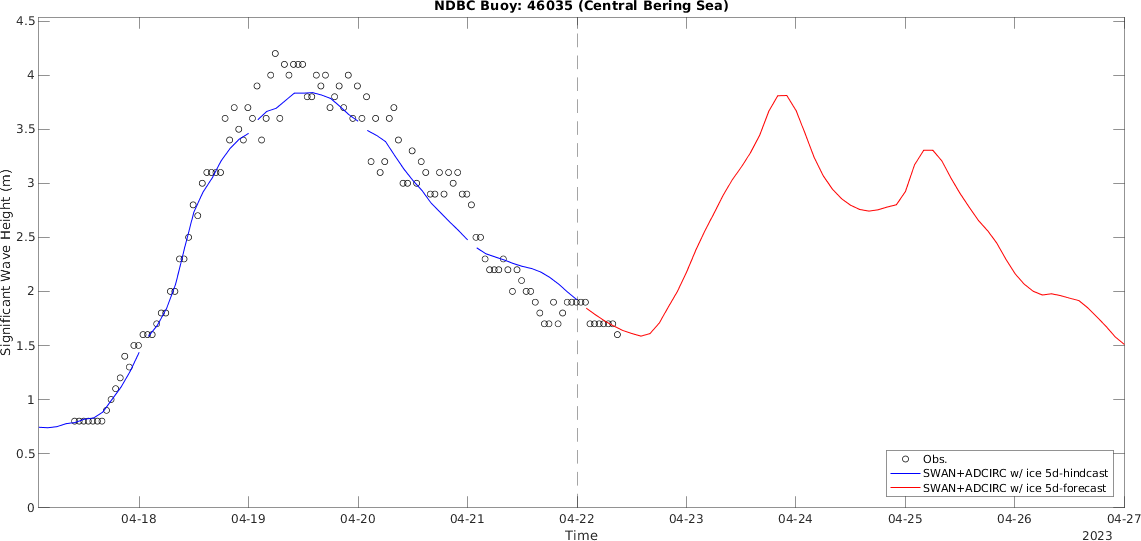 NDBC Buoy: 46035 (Central Bering Sea)
4.5
4
3.5
3
2.5
2
1.5
1
0.5
0
Significant Wave Height (m)
Obs.
SWAN+ADCIRC w/ ice 5d-hindcast
SWAN+ADCIRC w/ ice 5d-forecast
04-18 04-19 04-20 04-21 04-22 04-23 04-24 04-25 04-26 04-27
Time
2023